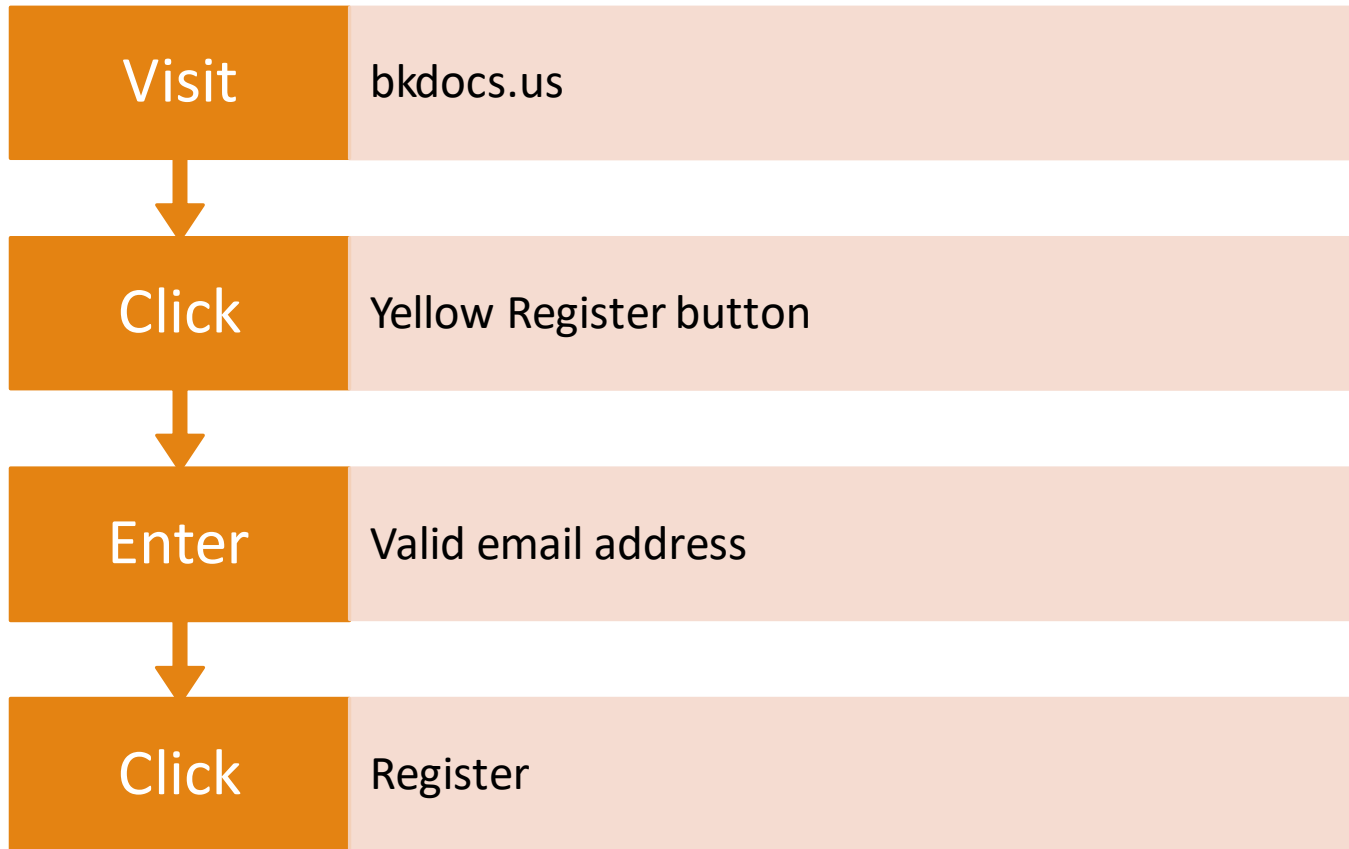 Visit
bkdocs.us
Click
Yellow Register button
Enter
Valid email address
Click
Register